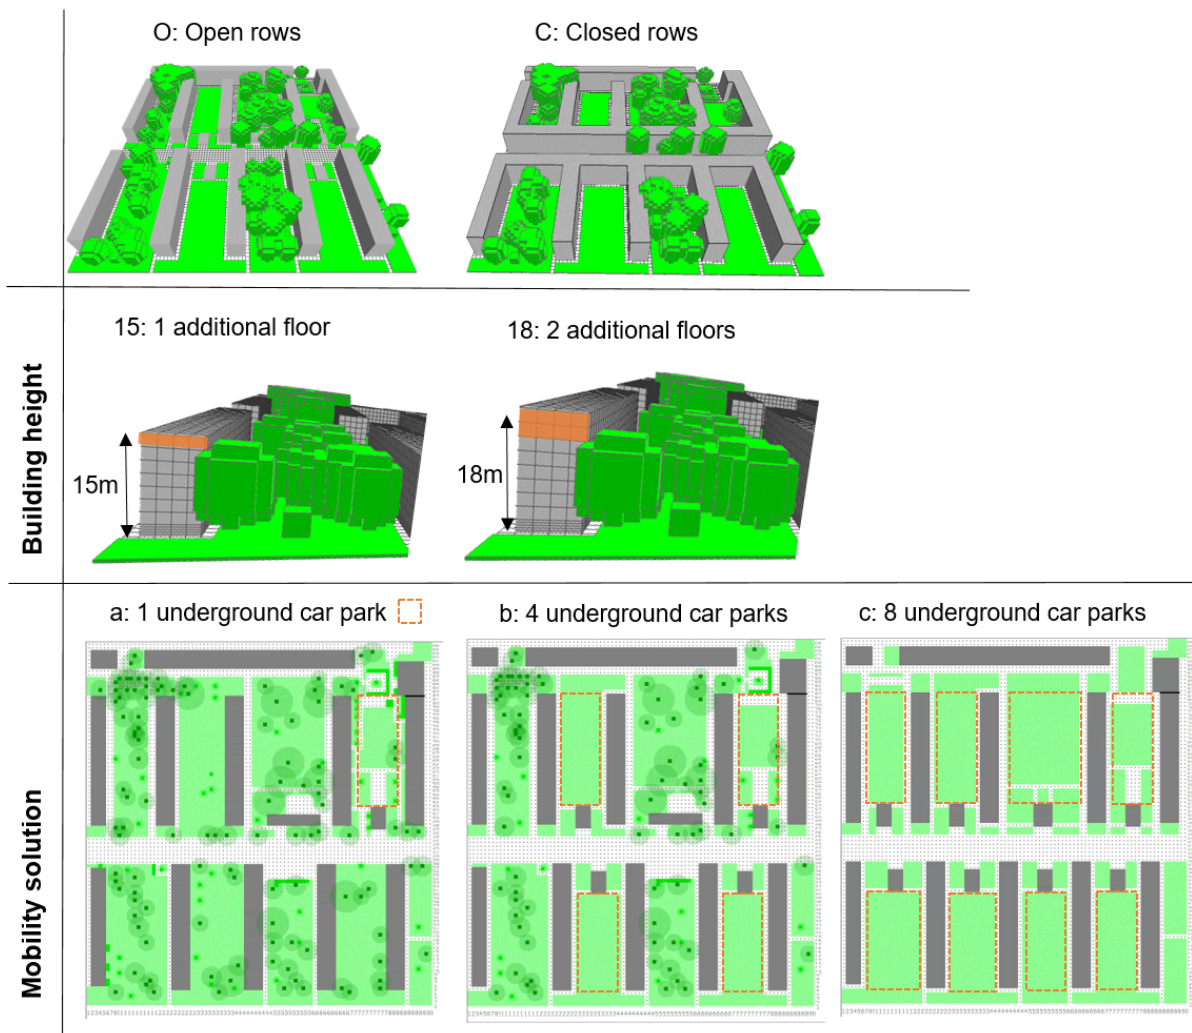 O: Open rows
C: Closed rows
Building height
15: 1 additional floor
18: 2 additional floors
15m
18m
Mobility solution
a: 1 underground car park
b: 4 underground car parks
c: 8 underground car parks